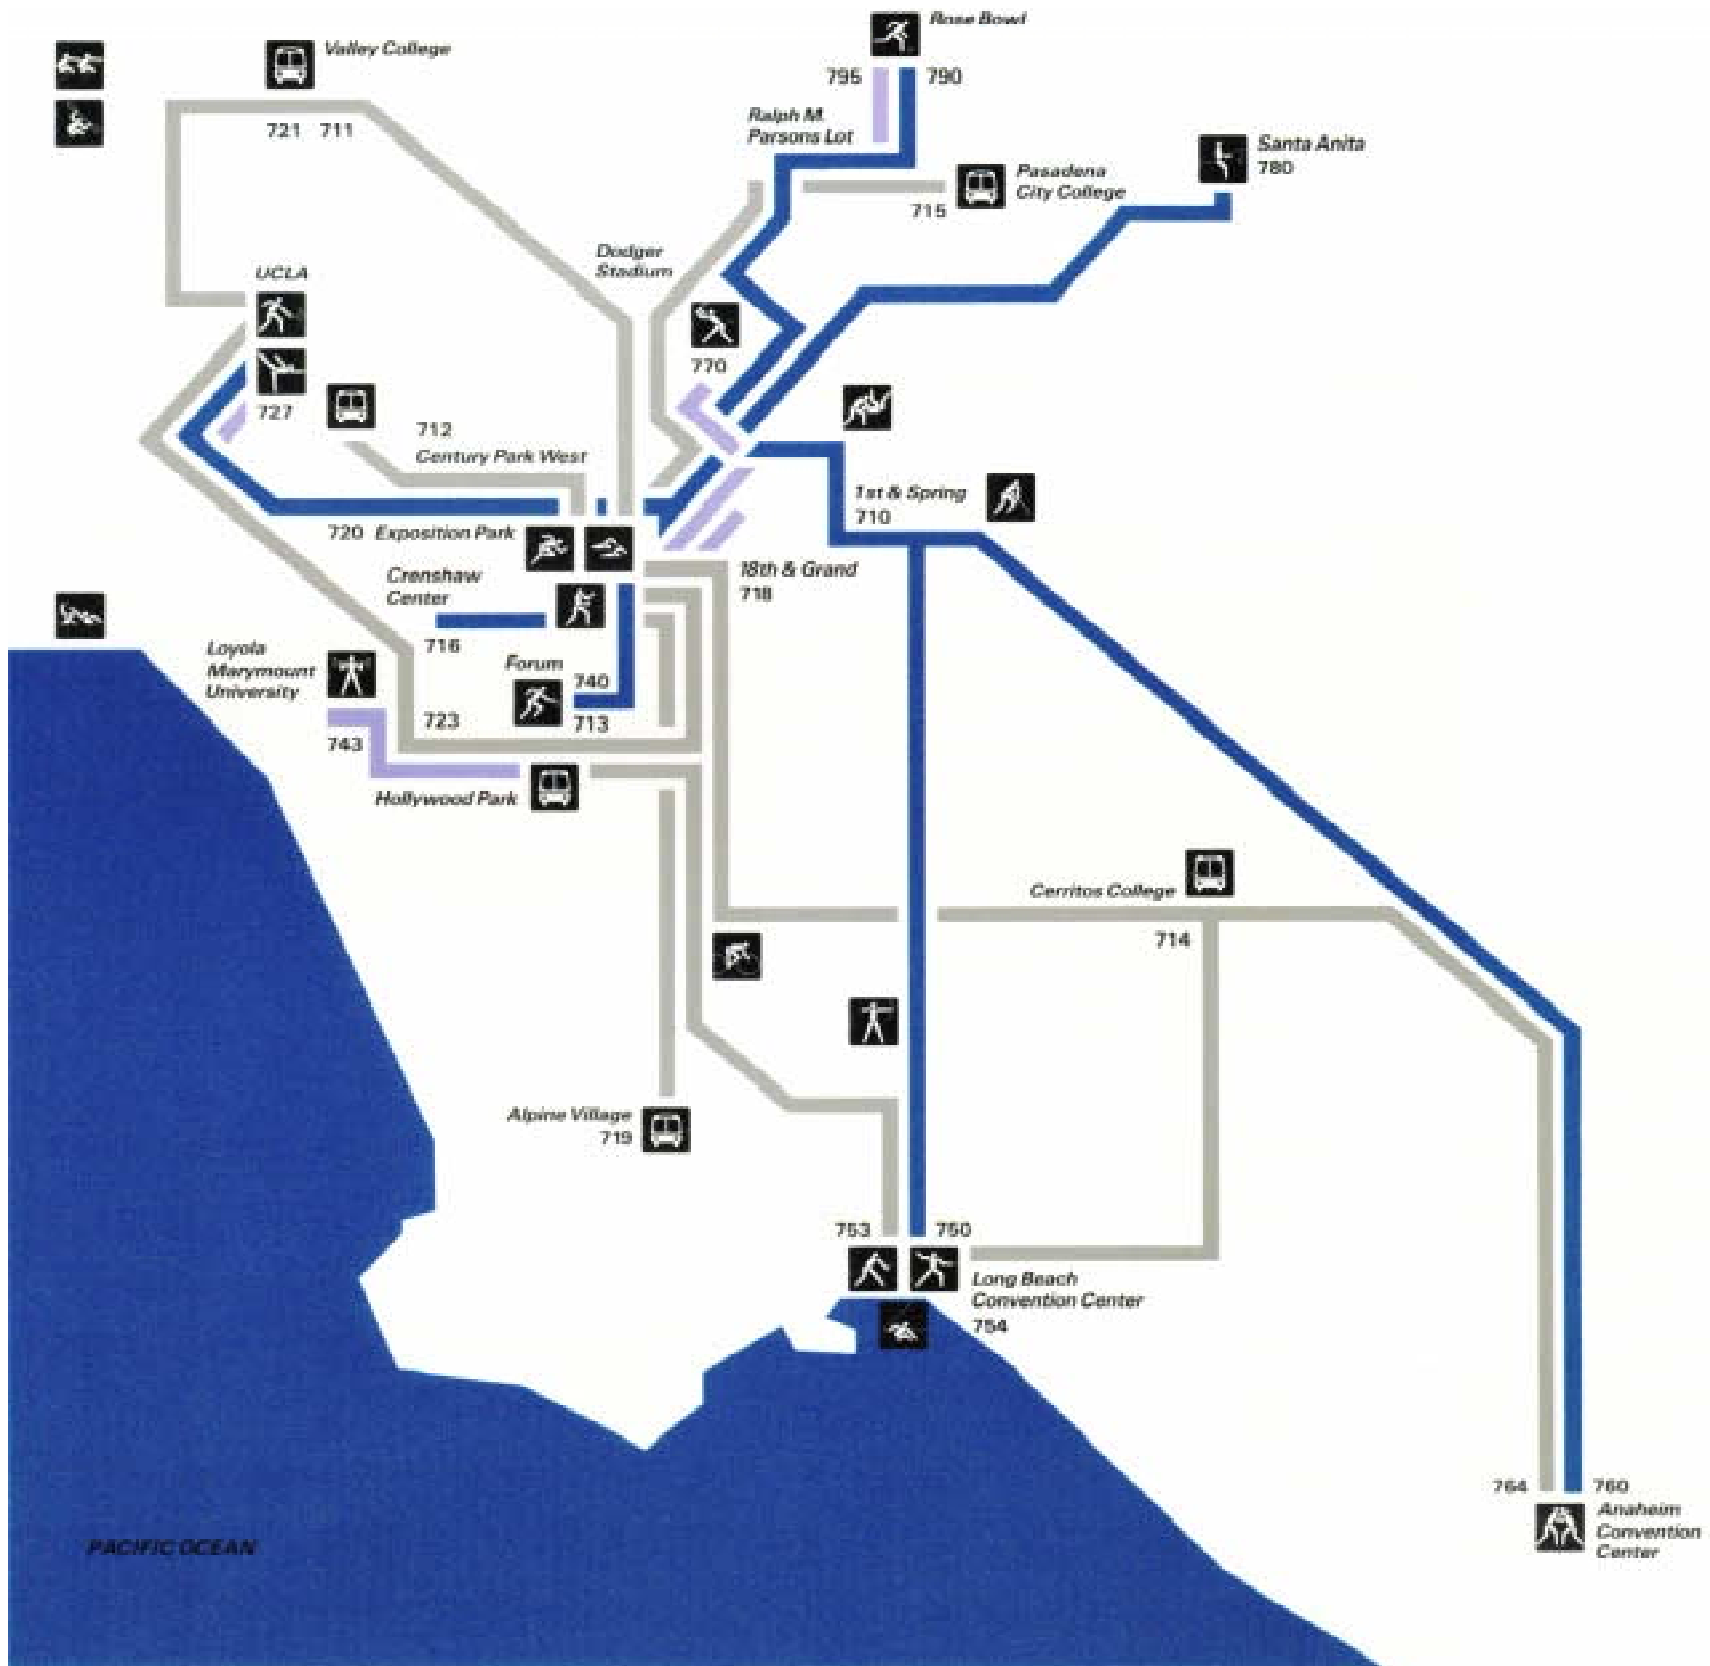 Rose Bowl
Valley College
795 790
Ralph M.
Parsons Lot
721 711
Santa Anita
780
Pasadena
City College
715
Dodger
Stadium
UCLA
770
727
712
Century Park West
1st & Spring
710
720 Exposition Park
18th & Grand
718
Crenshaw
Center
716
Loyola
Marymount
University
Forum
740
723
713
743
Hollywood Park
Cerritos College
714
Alpine Village
719
753 750
Long Beach
Convention Center
754
764 760
Anaheim
Convention
Center
PACIFIC OCEAN